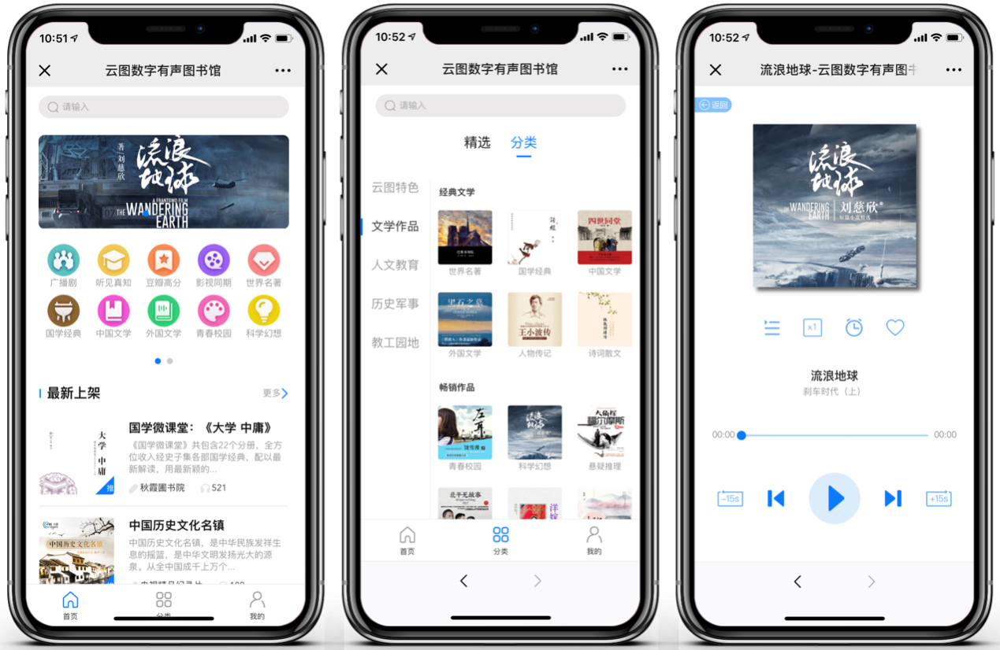 10:51
云图数字有声图书馆
请输入
著 刘慈欣
流浪地球
A FRANTOWO FILM
THE WANDERING EARTH
广播剧
听见真知
豆瓣高分
影视同期
世界名著
国学经典
中国文学
外国文学
青春校园
科学幻想
最新上架
更多
大学 中庸
推
国学微课堂：《大学 中庸》
《国学微课堂》共包含22个分册，全方
位收入经史子集各部国学经典，配以最
新解读，用最新颖的...
秋霞圃书院
521
中国历史文化名镇
中国历史文化名镇
中国历史文化名镇，是中华民族发祥生
息的摇篮，是中华文明发扬光大的源
泉。从全中国成千上万个...
首页
分类
我的
10:52
云图数字有声图书馆
请输入
精选
分类
云图特色
文学作品
人文教育
历史军事
教工园地
经典文学
诗经
四世同堂
世界名著
国学经典
中国文学
黑石之墓
王小波传
外国文学
人物传记
诗词散文
畅销作品
左耳
饶雪漫
流浪地球
大侦探
福尔摩斯
青春校园
科学幻想
悬疑推理
北平无故事
洋嫁
首页
分类
我的
10:52
流浪地球-云图数字有声图书
返回
流浪地球
THE WANDERING EARTH
刘慈欣
短篇小说精选
x1
流浪地球
刹车时代（上）
00:00
00:00
-15s
+15s